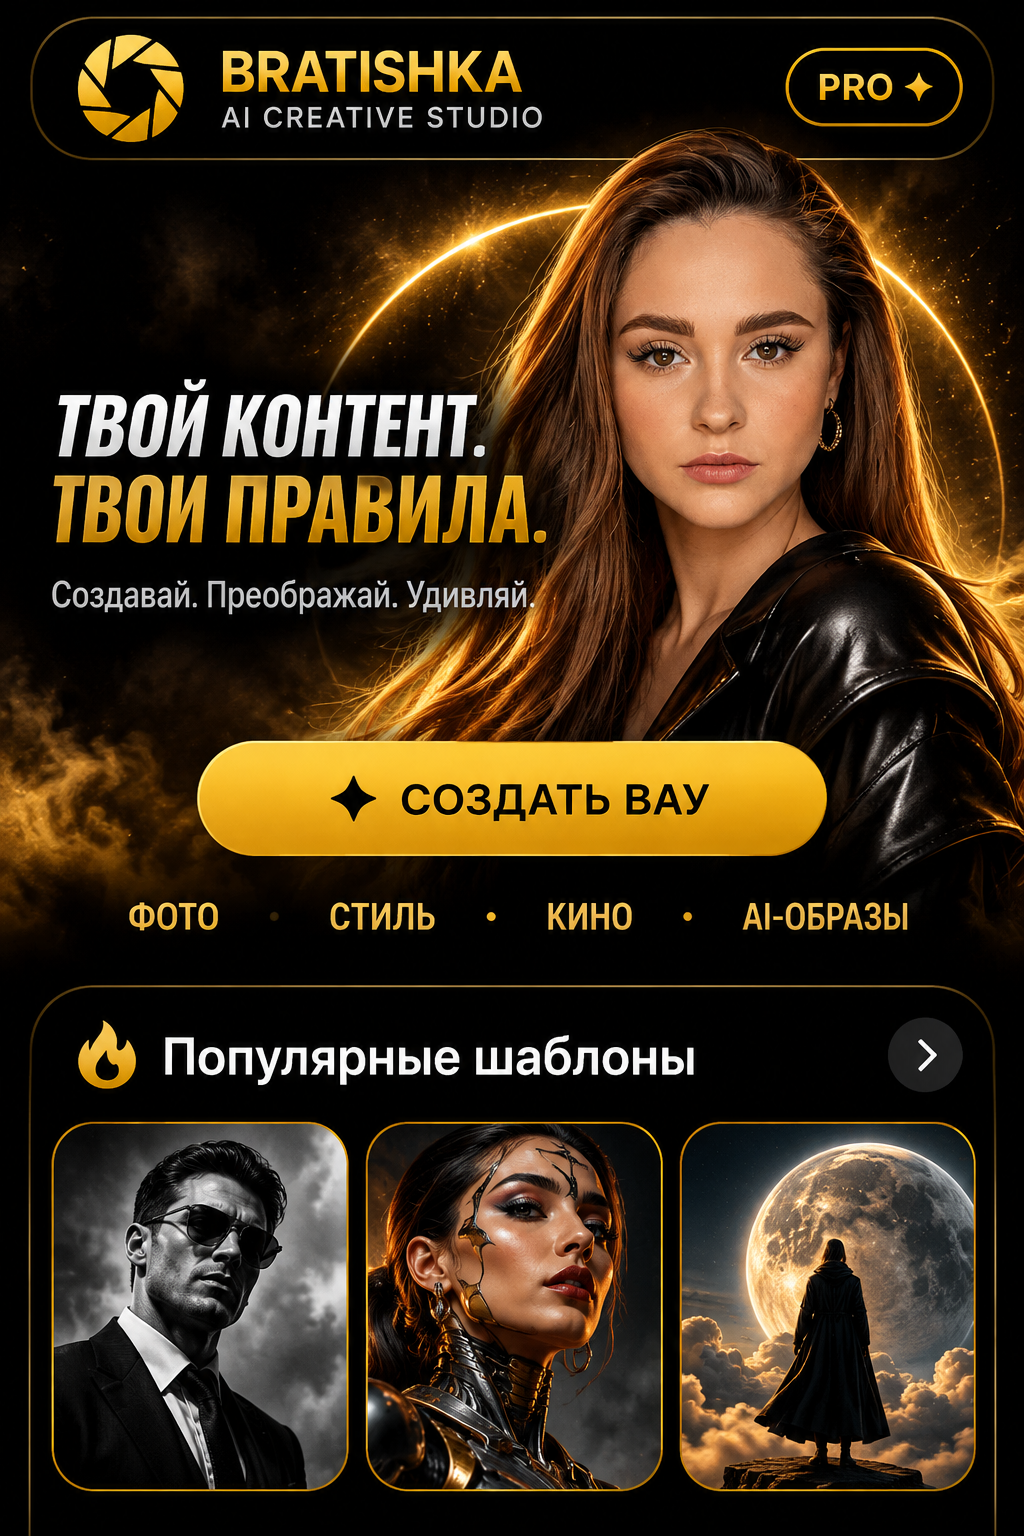 BRATISHKA
AI CREATIVE STUDIO
PRO
ТВОЙ КОНТЕНТ.
ТВОИ ПРАВИЛА.
Создавай. Преображай. Удивляй.
СОЗДАТЬ ВАУ
ФОТО • СТИЛЬ • КИНО • AI-ОБРАЗЫ
Популярные шаблоны